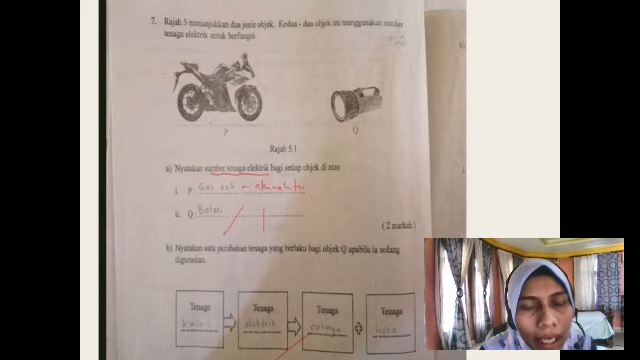 7. Rajah 5 menunjukkan dua jenis objek. Kedua - dua objek ini menggunakan sumber
tenaga elektrik untuk berfungsi.
P
Q
Rajah 5.1
a) Nyatakan sumber tenaga elektrik bagi setiap objek di atas
i. P: Gas asli - akumulator
ii. Q: Bateri
( 2 markah )
b) Nyatakan satu perubahan tenaga yang berlaku bagi objek Q apabila ia sedang
digunakan.
Tenaga Tenaga Tenaga Tenaga
kimia elektrik cahaya haba